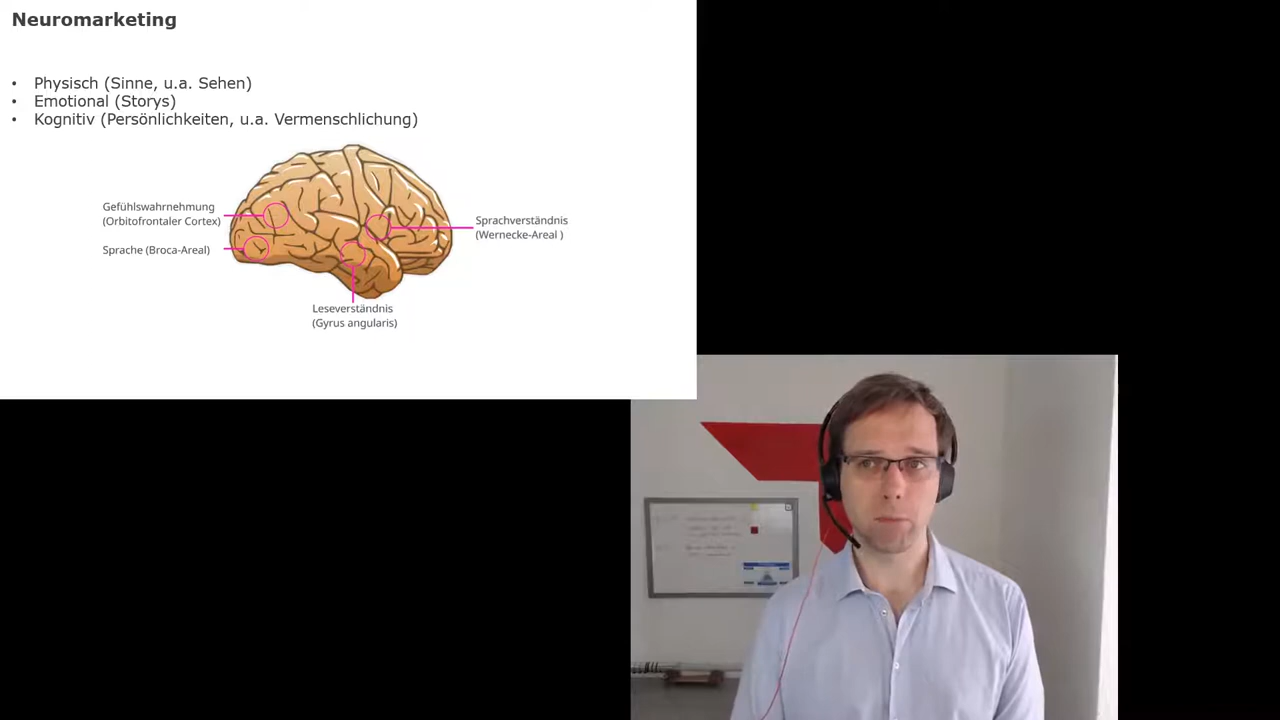 Neuromarketing
• Physisch (Sinne, u.a. Sehen)
• Emotional (Storys)
• Kognitiv (Persönlichkeiten, u.a. Vermenschlichung)
Gefühlswahrnehmung
(Orbitofrontaler Cortex)
Sprache (Broca-Areal)
Sprachverständnis
(Wernecke-Areal )
Leseverständnis
(Gyrus angularis)